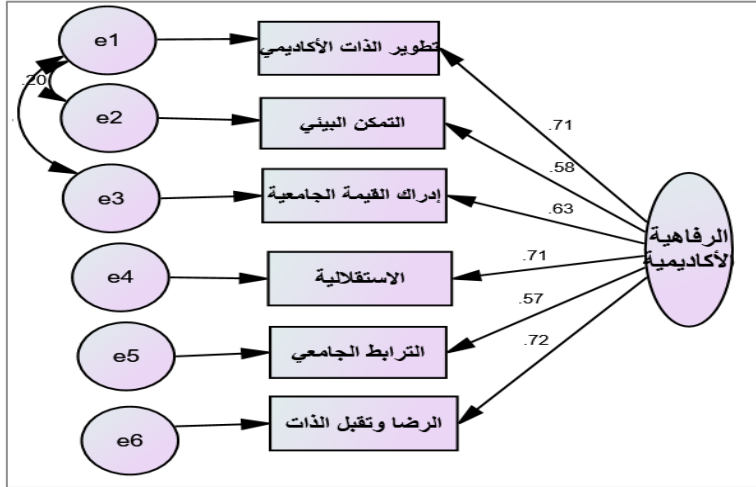 e1
تطوير الذات الأكاديمي
.71
.20
e2
التمكن البيئي
.58
e3
إدراك القيمة الجامعية
.63
الرفاهية
الأكاديمية
e4
الاستقلالية
.71
e5
الترابط الجامعي
.57
e6
الرضا وتقبل الذات
.72